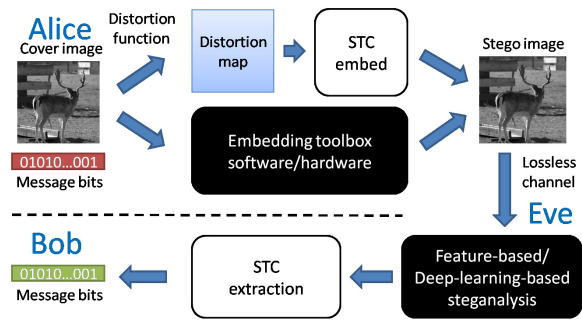 Alice
Cover image
Distortion
function
Distortion
map
STC
embed
Stego image
Embedding toolbox
software/hardware
01010...001
Message bits
Lossless
channel
Eve
Bob
01010...001
Message bits
STC
extraction
Feature-based/
Deep-learning-based
steganalysis